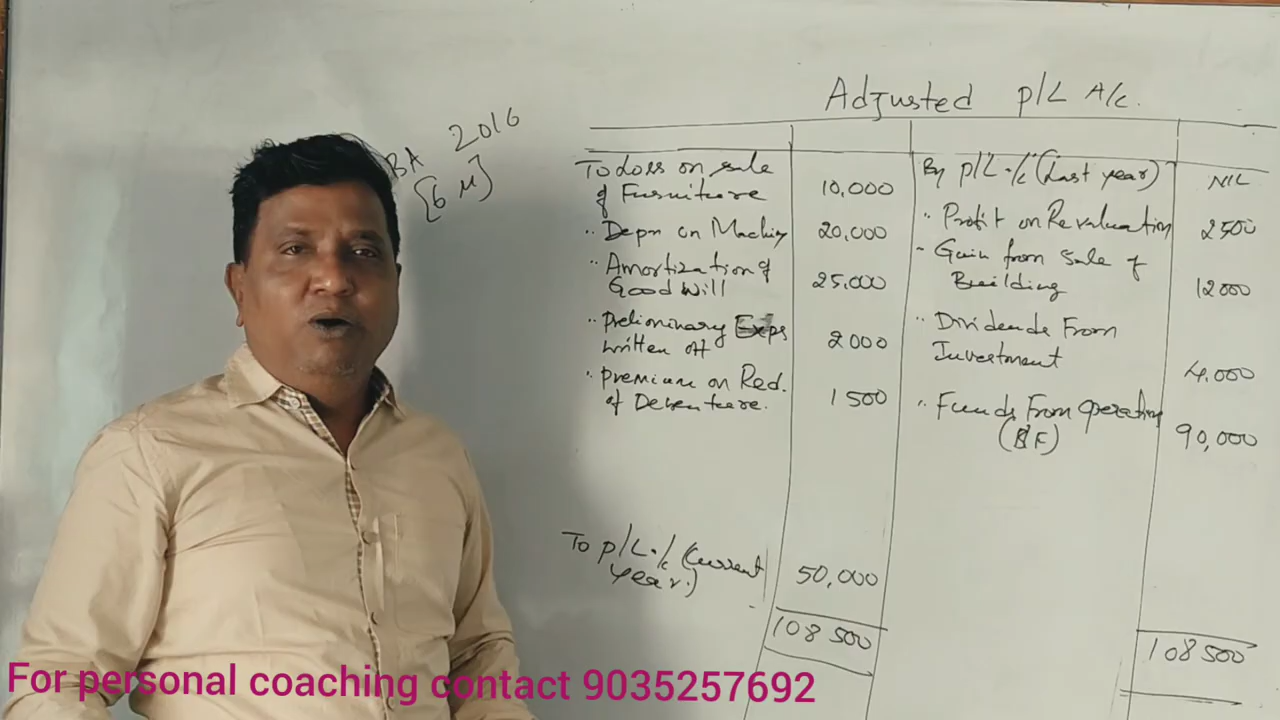 BA 2016
[6 M]
Adjusted P/L A/c.
To Loss on sale
of Furniture 10,000
" Depn on Machiy 20,000
" Amortization of
Good Will 25,000
" Preliminary Exps
written off 2000
" Premium on Red.
of Debenture. 1500
To P/L A/c (Current
year.) 50,000
108500
By P/L A/c (Last year) NIL
" Profit on Revaluation 2500
" Gain from Sale of
Building 12000
" Dividends From
Investment 4,000
" Funds From Operation
(BF) 90,000
108500
For personal coaching contact 9035257692